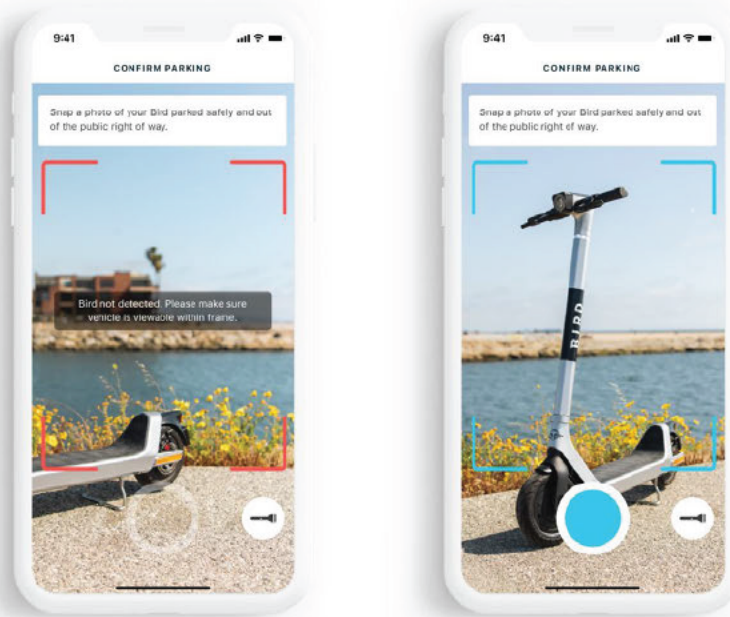 9:41
CONFIRM PARKING
Snap a photo of your Bird parked safely and out
of the public right of way.
Bird not detected. Please make sure
vehicle is viewable within frame.
9:41
CONFIRM PARKING
Snap a photo of your Bird parked safely and out
of the public right of way.
BIRD